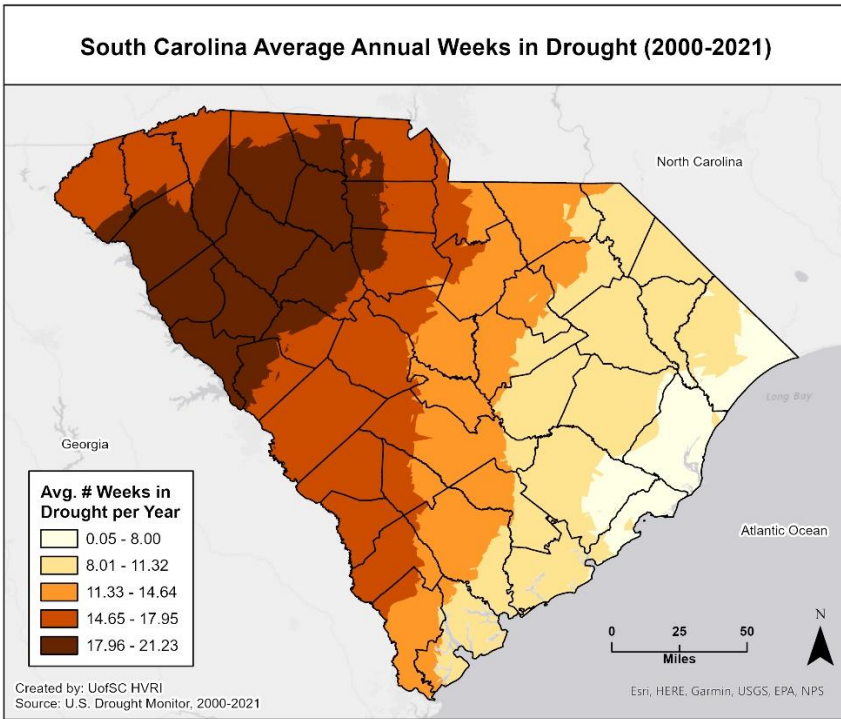 South Carolina Average Annual Weeks in Drought (2000-2021)
North Carolina
Long Bay
Georgia
Atlantic Ocean
Avg. # Weeks in
Drought per Year
0.05 - 8.00
8.01 - 11.32
11.33 - 14.64
14.65 - 17.95
17.96 - 21.23
N
0 25 50
Miles
Created by: UofSC HVRI
Source: U.S. Drought Monitor, 2000-2021
Esri, HERE, Garmin, USGS, EPA, NPS